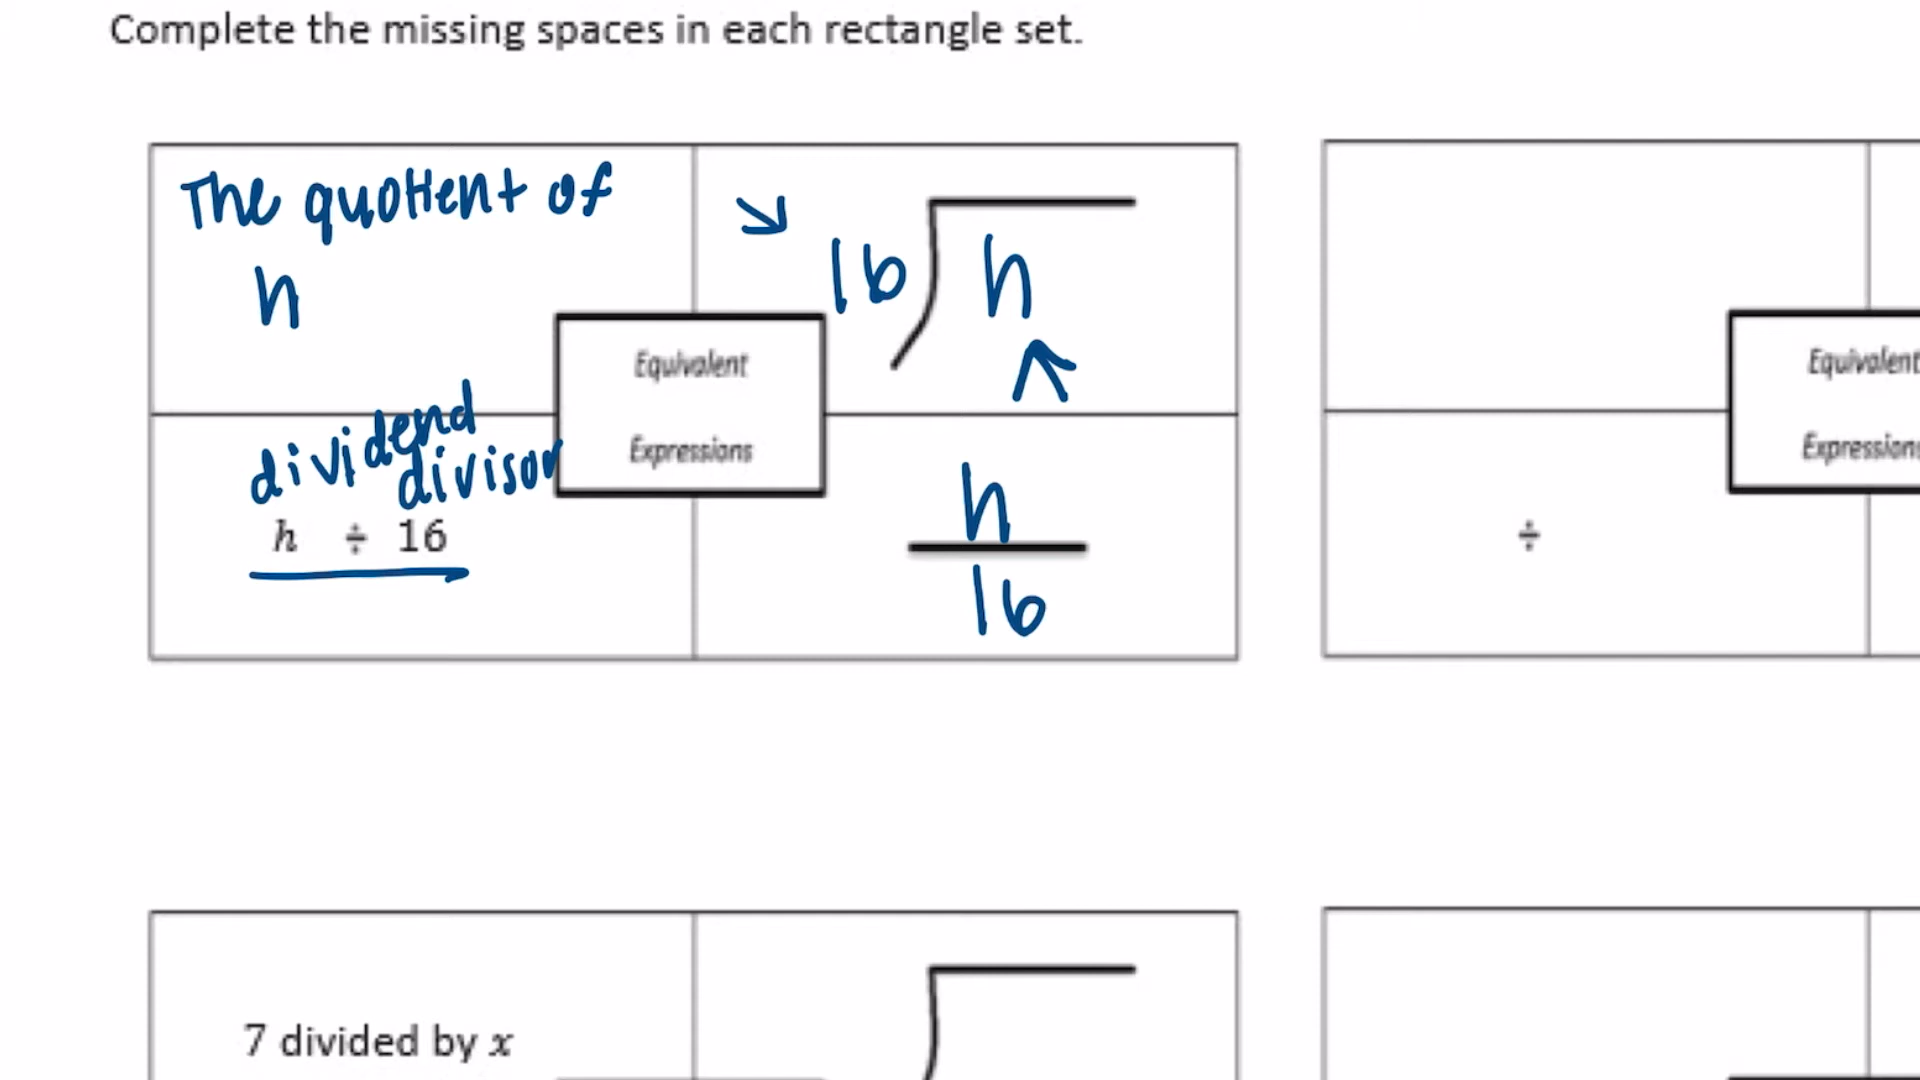 Complete the missing spaces in each rectangle set.
The quotient of
h
16 h
Equivalent
Expressions
dividend
divisor
h ÷ 16
h
16
Equivalent
Expressions
÷
7 divided by x